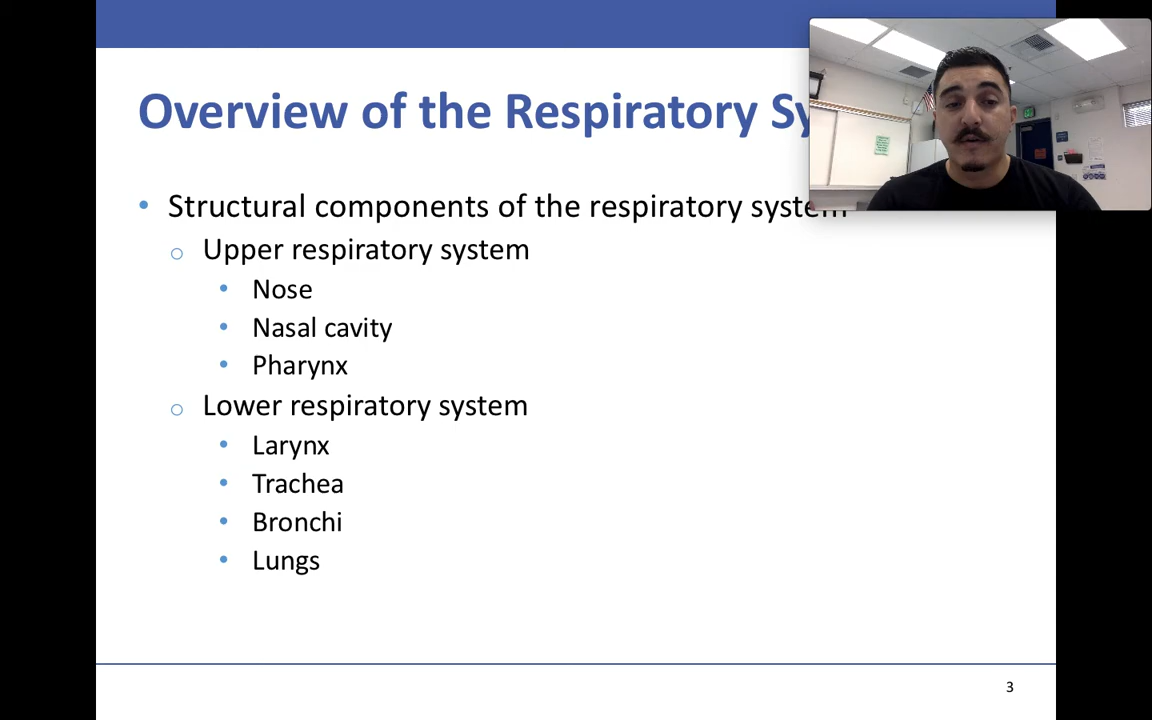 Overview of the Respiratory
• Structural components of the respiratory system
o Upper respiratory system
• Nose
• Nasal cavity
• Pharynx
o Lower respiratory system
• Larynx
• Trachea
• Bronchi
• Lungs
3